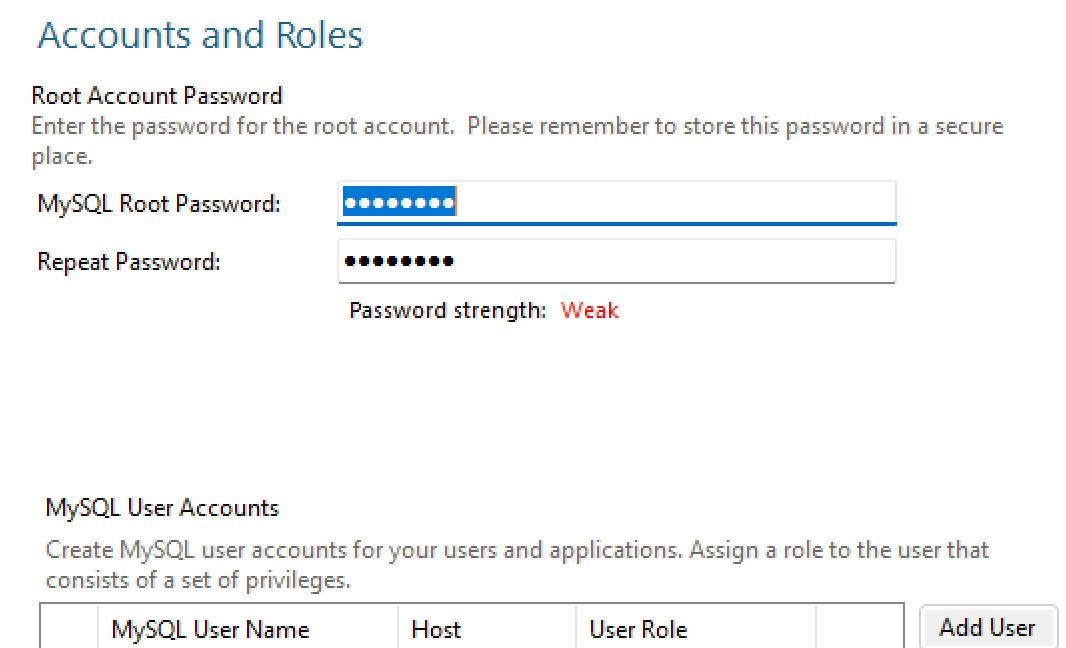 Accounts and Roles
Root Account Password
Enter the password for the root account.  Please remember to store this password in a secure
place.
MySQL Root Password: ●●●●●●●●
Repeat Password: ●●●●●●●●
Password strength: Weak
MySQL User Accounts
Create MySQL user accounts for your users and applications. Assign a role to the user that
consists of a set of privileges.
MySQL User Name Host User Role Add User